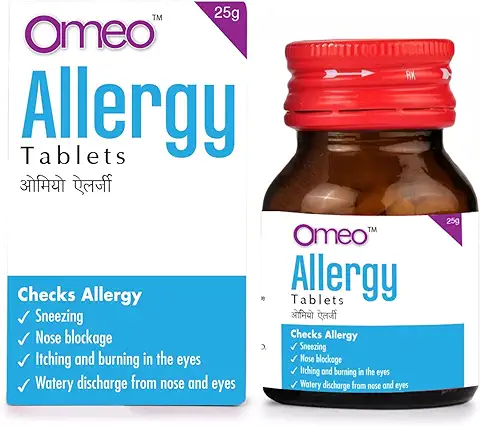 Omeo™
25g
Allergy
Tablets
ओमियो ऐलर्जी
Checks Allergy
✓ Sneezing
✓ Nose blockage
✓ Itching and burning in the eyes
✓ Watery discharge from nose and eyes
RK
Omeo™
25g
Allergy
Tablets
ओमियो ऐलर्जी
Checks Allergy
✓ Sneezing
✓ Nose blockage
✓ Itching and burning in the eyes
✓ Watery discharge from nose and eyes